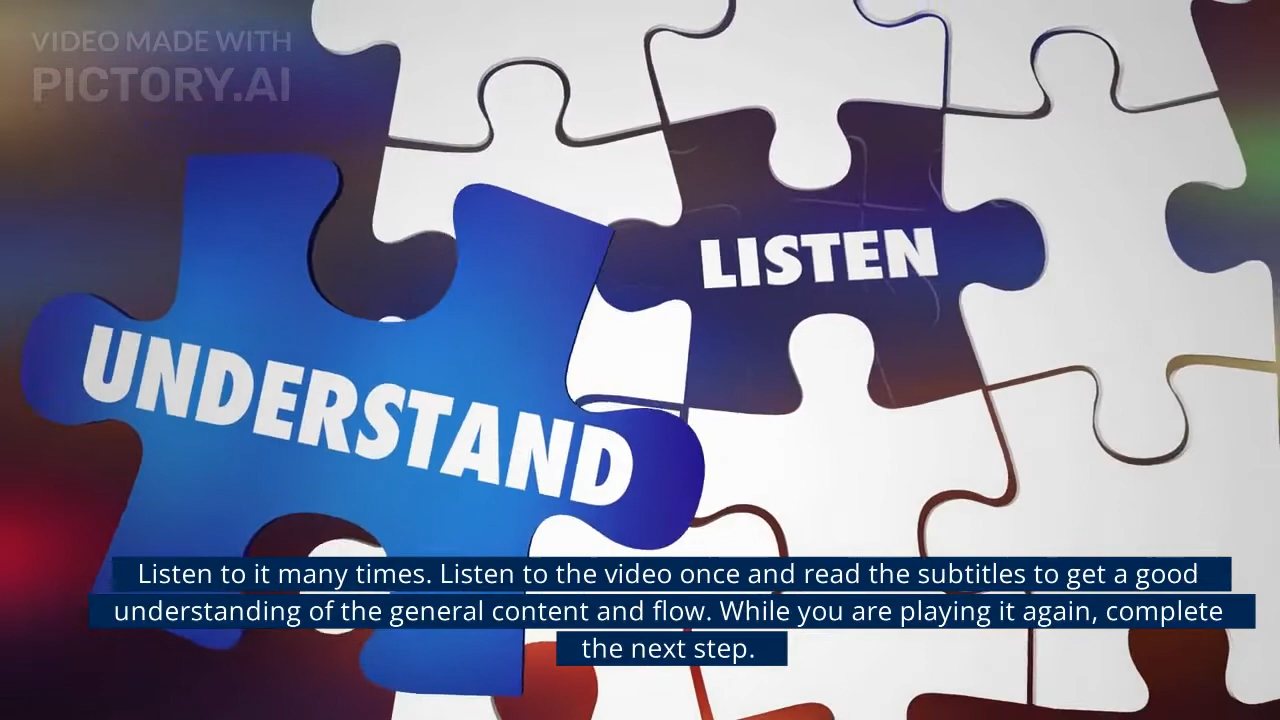 VIDEO MADE WITH
PICTORY.AI
LISTEN
UNDERSTAND
Listen to it many times. Listen to the video once and read the subtitles to get a good
understanding of the general content and flow. While you are playing it again, complete
the next step.